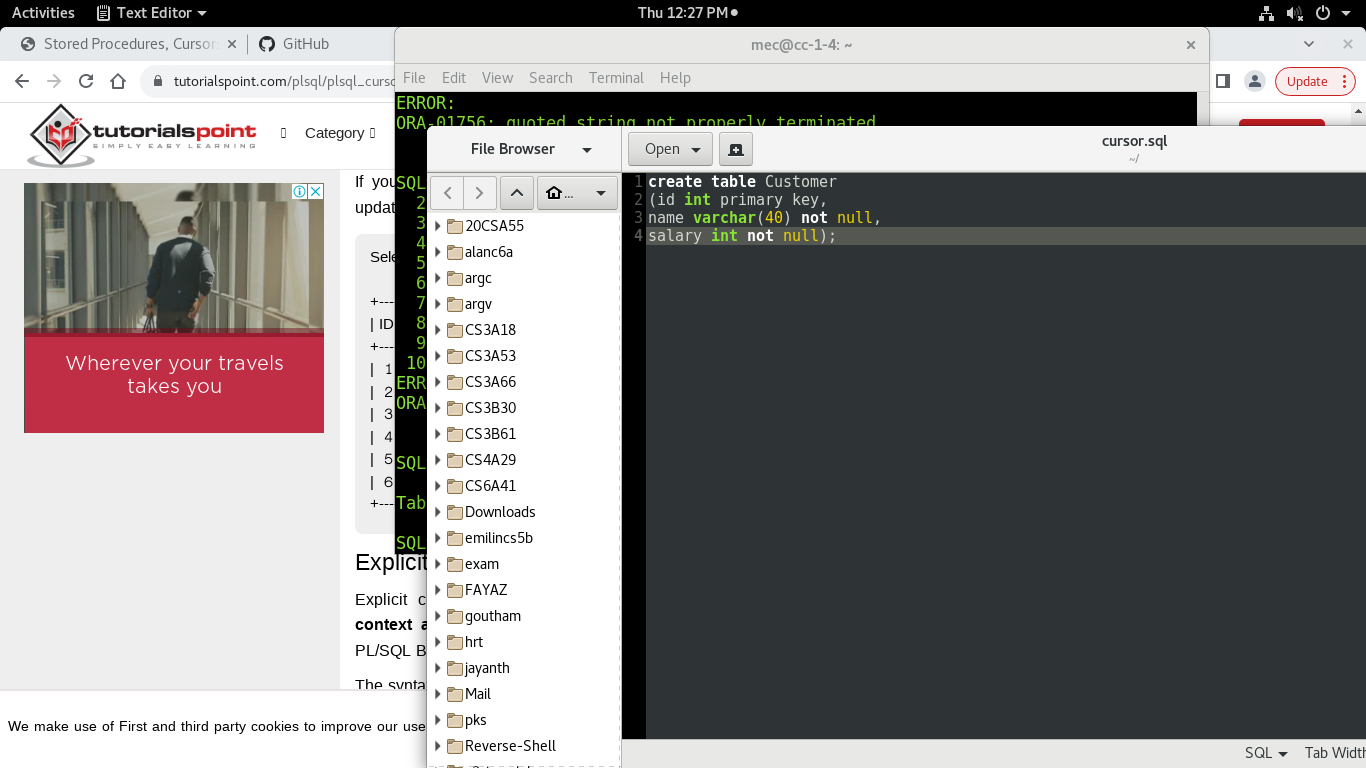 Activities Text Editor Thu 12:27 PM
Stored Procedures, Cursor GitHub
tutorialspoint.com/plsql/plsql_curso
Update
tutorialspoint
SIMPLY EASY LEARNING
Category
If you
updat
Wherever your travels
takes you
Sele
+---
| ID
+---
| 1
| 2
| 3
| 4
| 5
| 6
+---
Explicit
Explicit c
context a
PL/SQL B
The synta
We make use of First and third party cookies to improve our use
mec@cc-1-4: ~
File Edit View Search Terminal Help
ERROR:
ORA-01756: quoted string not properly terminated
SQL
2
3
4
5
6
7
8
9
10
ERR
ORA
SQL
Tab
SQL
File Browser
Open
cursor.sql
~/
...
20CSA55
alanc6a
argc
argv
CS3A18
CS3A53
CS3A66
CS3B30
CS3B61
CS4A29
CS6A41
Downloads
emilincs5b
exam
FAYAZ
goutham
hrt
jayanth
Mail
pks
Reverse-Shell
1 create table Customer
2 (id int primary key,
3 name varchar(40) not null,
4 salary int not null);
SQL Tab Width